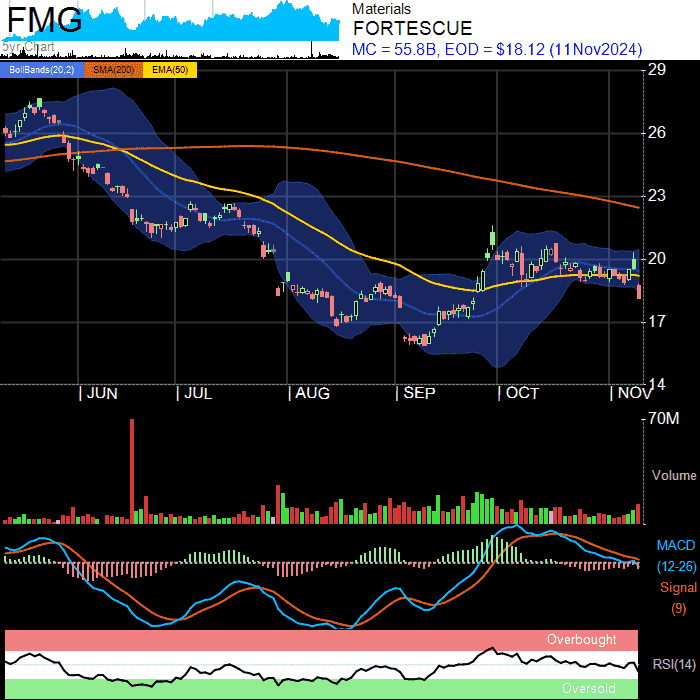 FMG
5yr Chart
Materials
FORTESCUE
MC = 55.8B, EOD = $18.12 (11Nov2024)
BollBands(20,2) SMA(200) EMA(50)
29
26
23
20
17
14
| JUN | JUL | AUG | SEP | OCT | NOV
70M
Volume
MACD
(12-26)
Signal
(9)
Overbought
RSI(14)
Oversold